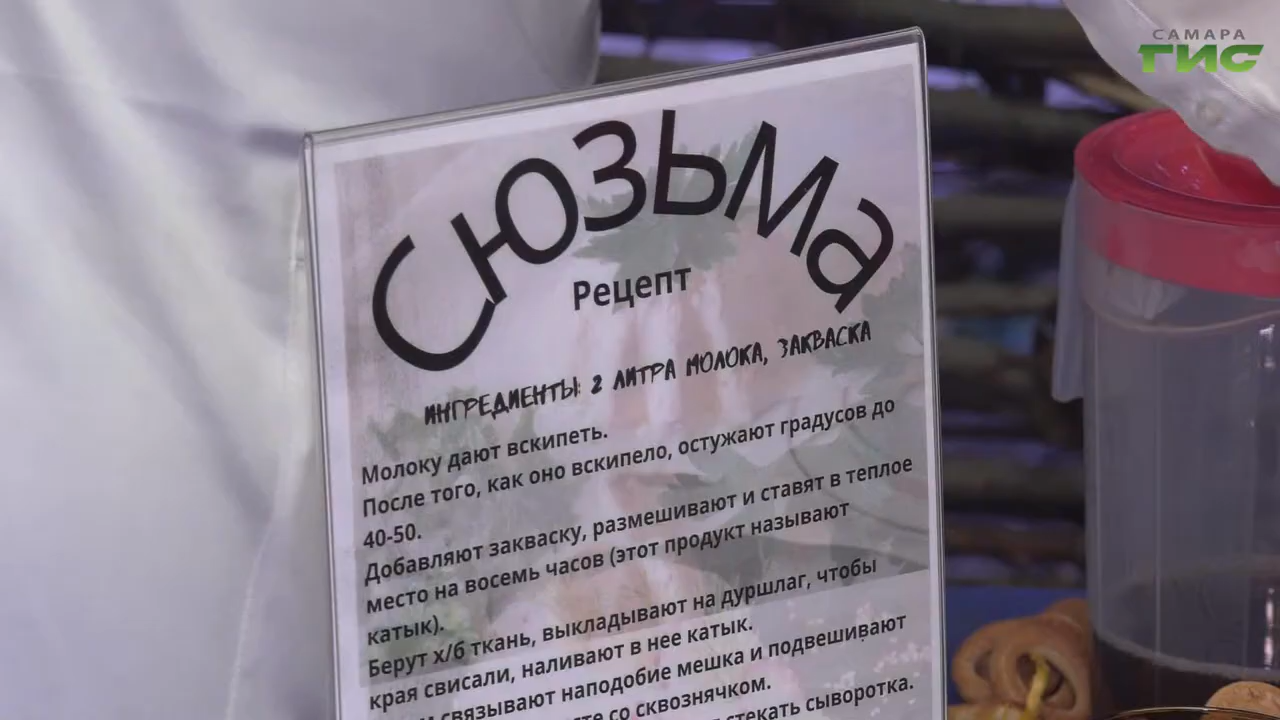 САМАРА
ГИС
Сюзьма
Рецепт
ИНГРЕДИЕНТЫ: 2 ЛИТРА МОЛОКА, ЗАКВАСКА
Молоку дают вскипеть.
После того, как оно вскипело, остужают градусов до
40-50.
Добавляют закваску, размешивают и ставят в теплое
место на восемь часов (этот продукт называют
катык).
Берут х/б ткань, выкладывают на дуршлаг, чтобы
края свисали, наливают в нее катык.
связывают наподобие мешка и подвешивают
со сквознячком.
стекать сыворотка.